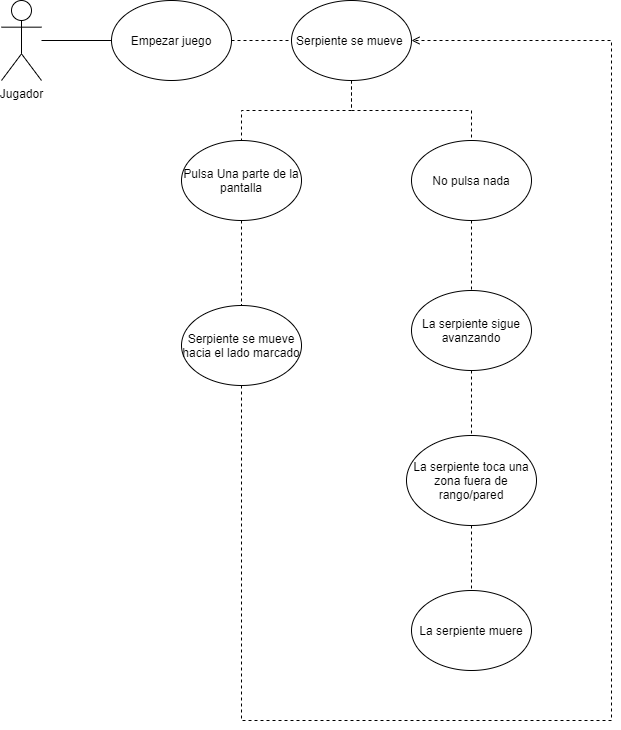 Empezar juego
Serpiente se mueve
Jugador
Pulsa Una parte de la
pantalla
No pulsa nada
Serpiente se mueve
hacia el lado marcado
La serpiente sigue
avanzando
La serpiente toca una
zona fuera de
rango/pared
La serpiente muere